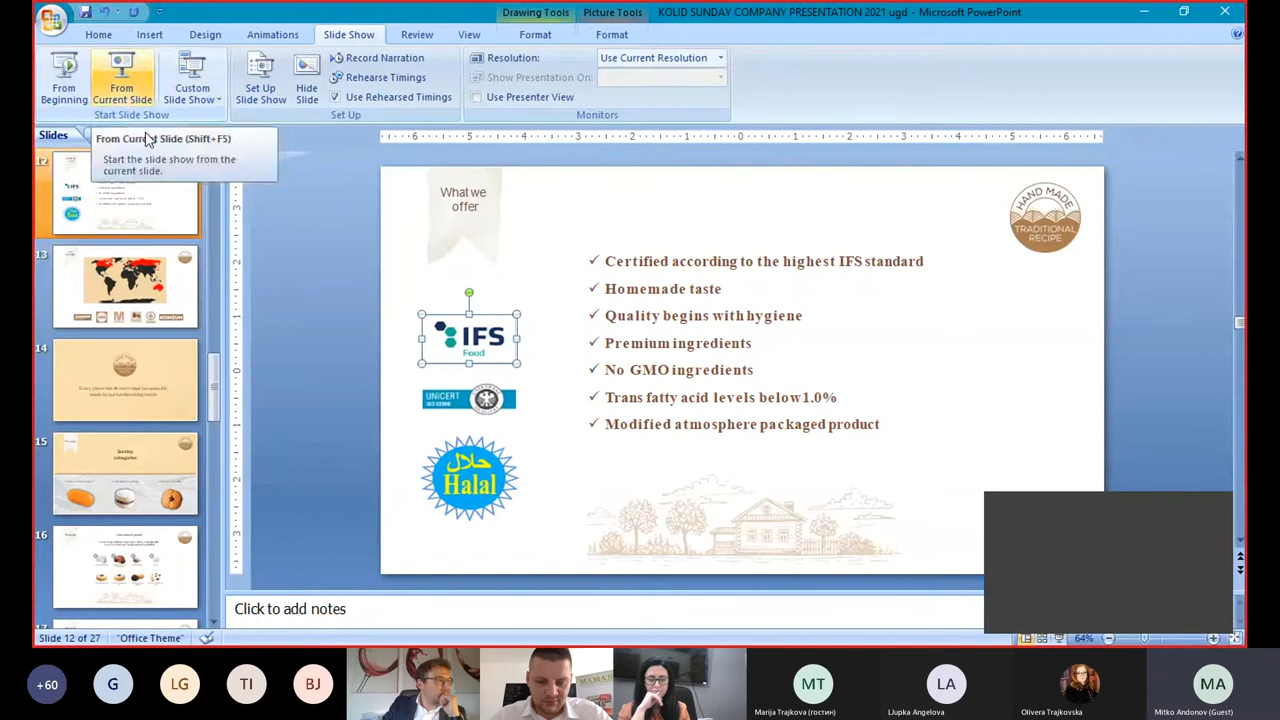 KOLID SUNDAY COMPANY PRESENTATION 2021 ugd - Microsoft PowerPoint
Drawing Tools
Picture Tools
Home
Insert
Design
Animations
Slide Show
Review
View
Format
Format
From Beginning
From Current Slide
Custom Slide Show
Start Slide Show
Set Up Slide Show
Hide Slide
Record Narration
Rehearse Timings
Use Rehearsed Timings
Set Up
Resolution:
Use Current Resolution
Show Presentation On:
Use Presenter View
Monitors
Slides
From Current Slide (Shift+F5)
Start the slide show from the
current slide.
12
13
14
15
16
What we
offer
HAND MADE
TRADITIONAL
RECIPE
Certified according to the highest IFS standard
Homemade taste
Quality begins with hygiene
Premium ingredients
No GMO ingredients
Trans fatty acid levels below 1.0%
Modified atmosphere packaged product
IFS
Food
UNICERT
ISO 22000
حلال
Halal
Click to add notes
Slide 12 of 27
"Office Theme"
64%
+60
G
LG
TI
BJ
MT
Marija Trajkova (гостин)
LA
Ljupka Angelova
Olivera Trajkovska
MA
Mitko Andonov (Guest)